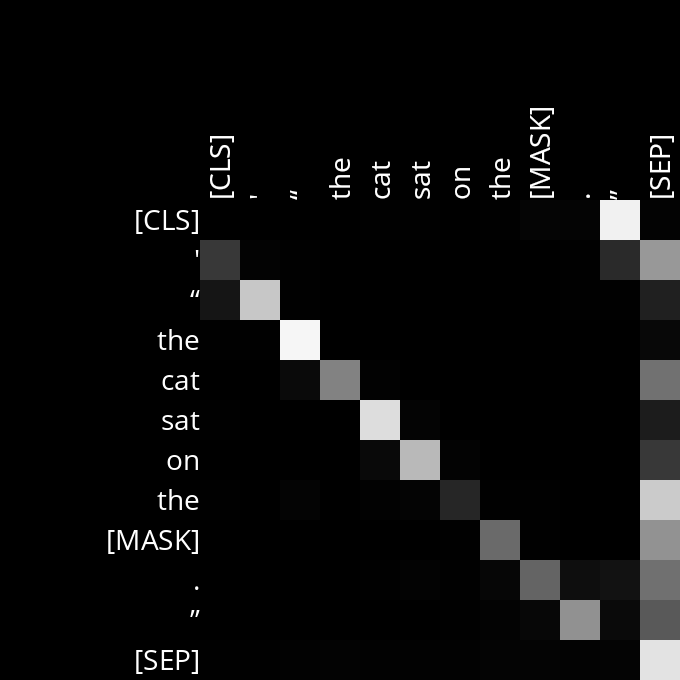 [CLS] ' “ the cat sat on the [MASK] . ” [SEP]
[CLS]
'
“
the
cat
sat
on
the
[MASK]
.
”
[SEP]